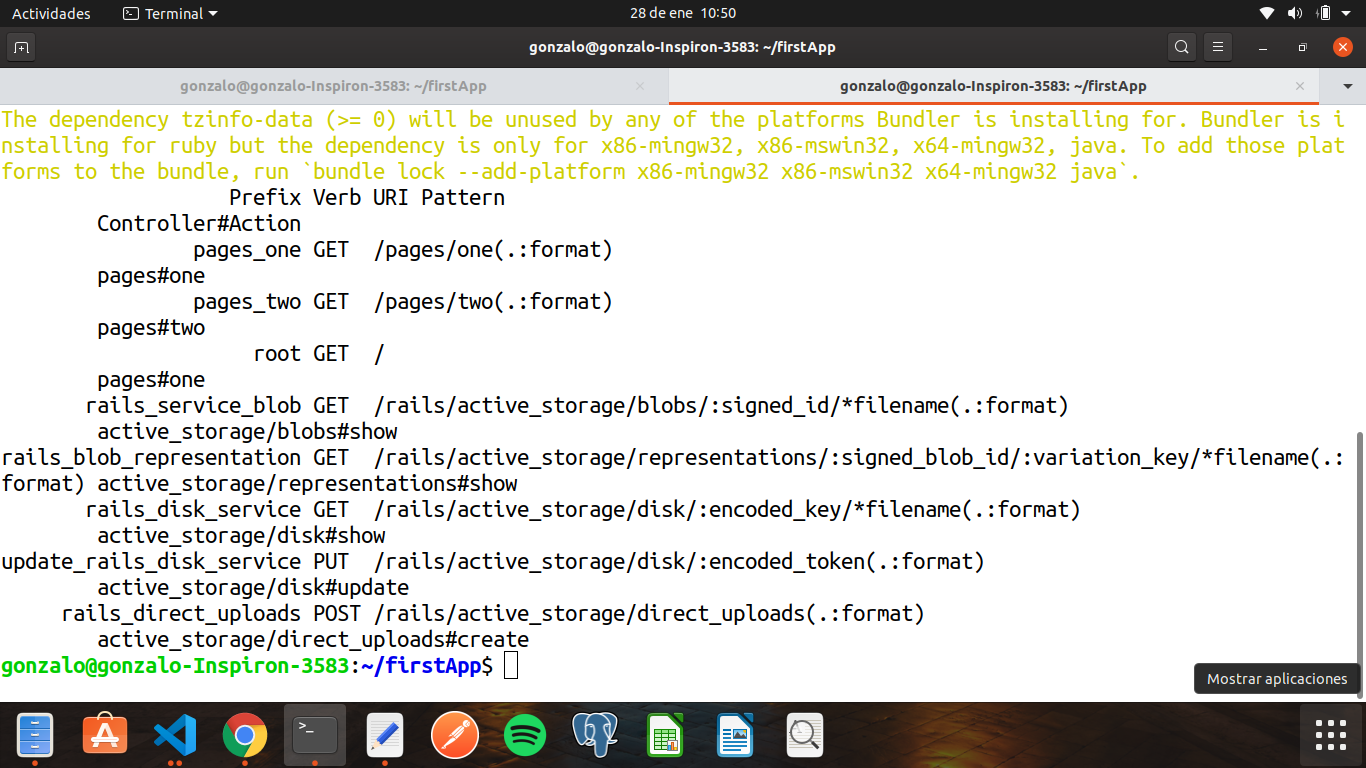 Actividades Terminal 28 de ene 10:50
gonzalo@gonzalo-Inspiron-3583: ~/firstApp
gonzalo@gonzalo-Inspiron-3583: ~/firstApp gonzalo@gonzalo-Inspiron-3583: ~/firstApp
The dependency tzinfo-data (>= 0) will be unused by any of the platforms Bundler is installing for. Bundler is i
nstalling for ruby but the dependency is only for x86-mingw32, x86-mswin32, x64-mingw32, java. To add those plat
forms to the bundle, run `bundle lock --add-platform x86-mingw32 x86-mswin32 x64-mingw32 java`.
Prefix Verb URI Pattern
Controller#Action
pages_one GET /pages/one(.:format)
pages#one
pages_two GET /pages/two(.:format)
pages#two
root GET /
pages#one
rails_service_blob GET /rails/active_storage/blobs/:signed_id/*filename(.:format)
active_storage/blobs#show
rails_blob_representation GET /rails/active_storage/representations/:signed_blob_id/:variation_key/*filename(.:
format) active_storage/representations#show
rails_disk_service GET /rails/active_storage/disk/:encoded_key/*filename(.:format)
active_storage/disk#show
update_rails_disk_service PUT /rails/active_storage/disk/:encoded_token(.:format)
active_storage/disk#update
rails_direct_uploads POST /rails/active_storage/direct_uploads(.:format)
active_storage/direct_uploads#create
gonzalo@gonzalo-Inspiron-3583:~/firstApp$
Mostrar aplicaciones